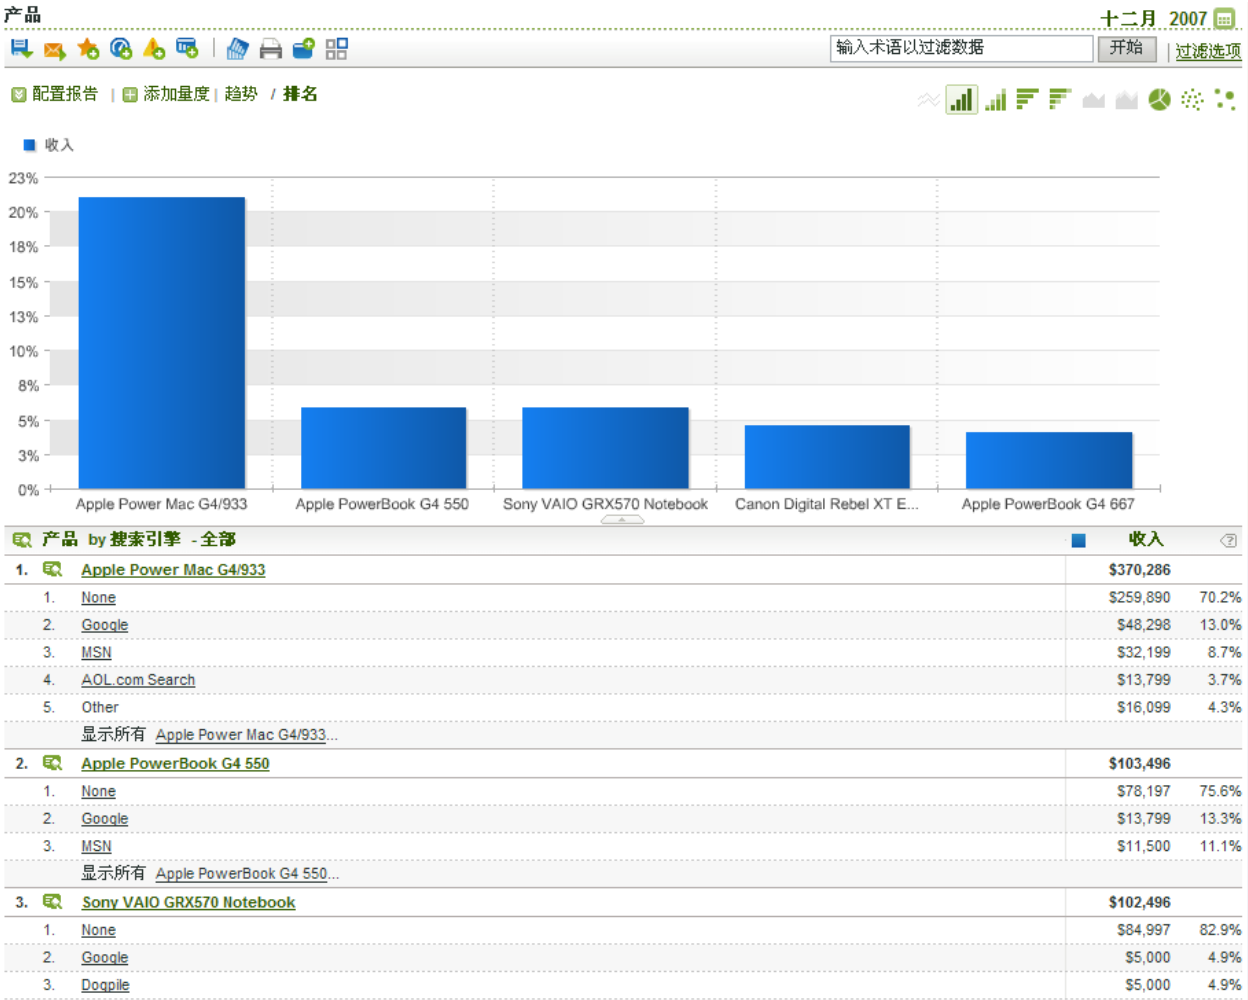 产品
十二月 2007
输入术语以过滤数据 开始 | 过滤选项
配置报告 | 添加量度 | 趋势 / 排名
收入
23%
20%
18%
15%
13%
10%
8%
5%
3%
0%
Apple Power Mac G4/933 Apple PowerBook G4 550 Sony VAIO GRX570 Notebook Canon Digital Rebel XT E... Apple PowerBook G4 667
产品 by 搜索引擎 - 全部 收入
1. Apple Power Mac G4/933 $370,286
1. None $259,890 70.2%
2. Google $48,298 13.0%
3. MSN $32,199 8.7%
4. AOL.com Search $13,799 3.7%
5. Other $16,099 4.3%
显示所有 Apple Power Mac G4/933...
2. Apple PowerBook G4 550 $103,496
1. None $78,197 75.6%
2. Google $13,799 13.3%
3. MSN $11,500 11.1%
显示所有 Apple PowerBook G4 550...
3. Sony VAIO GRX570 Notebook $102,496
1. None $84,997 82.9%
2. Google $5,000 4.9%
3. Dogpile $5,000 4.9%